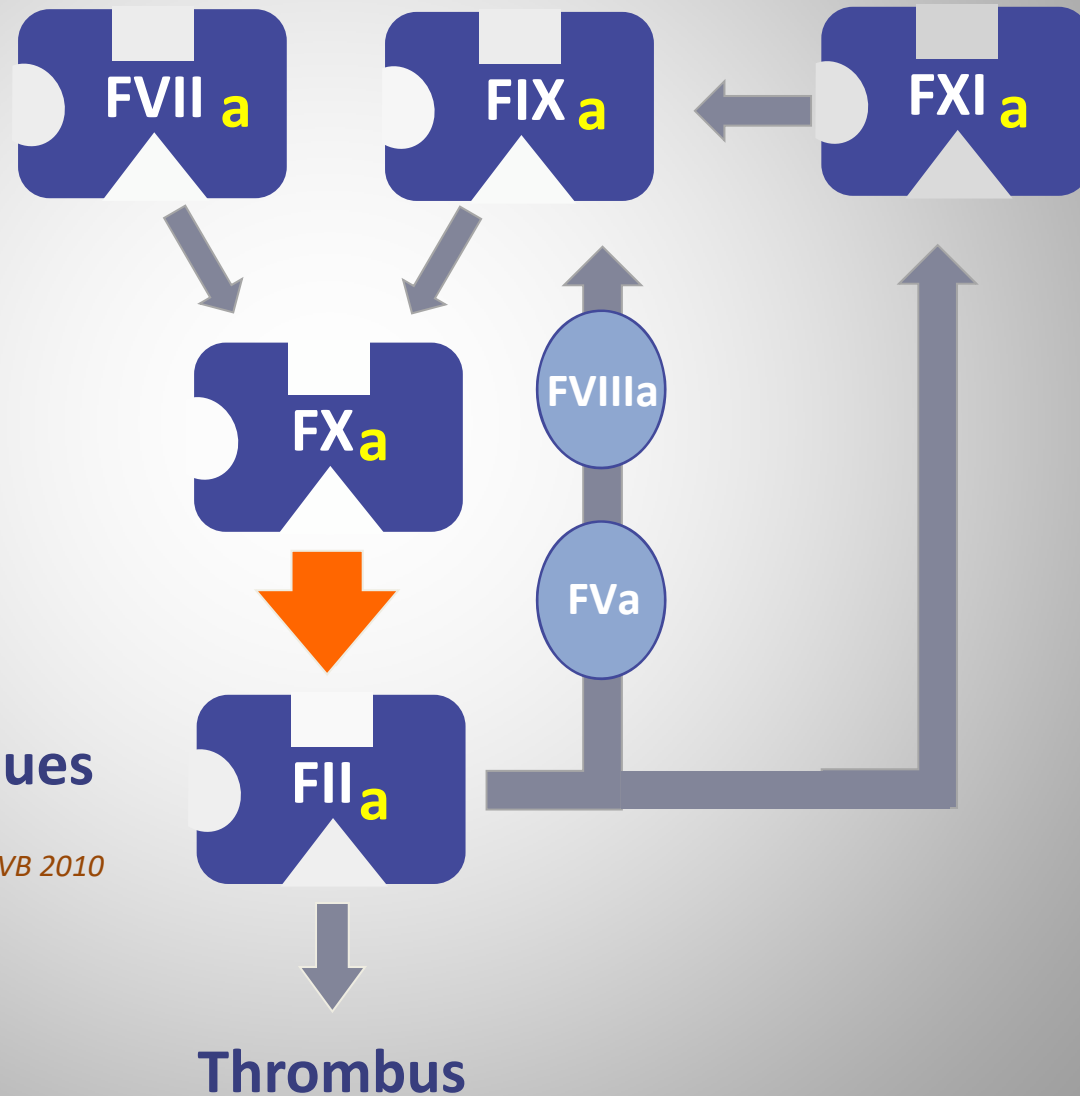 FVII a
FIX a
FXI a
FVIIIa
FX a
FVa
ues
FII a
VB 2010
Thrombus